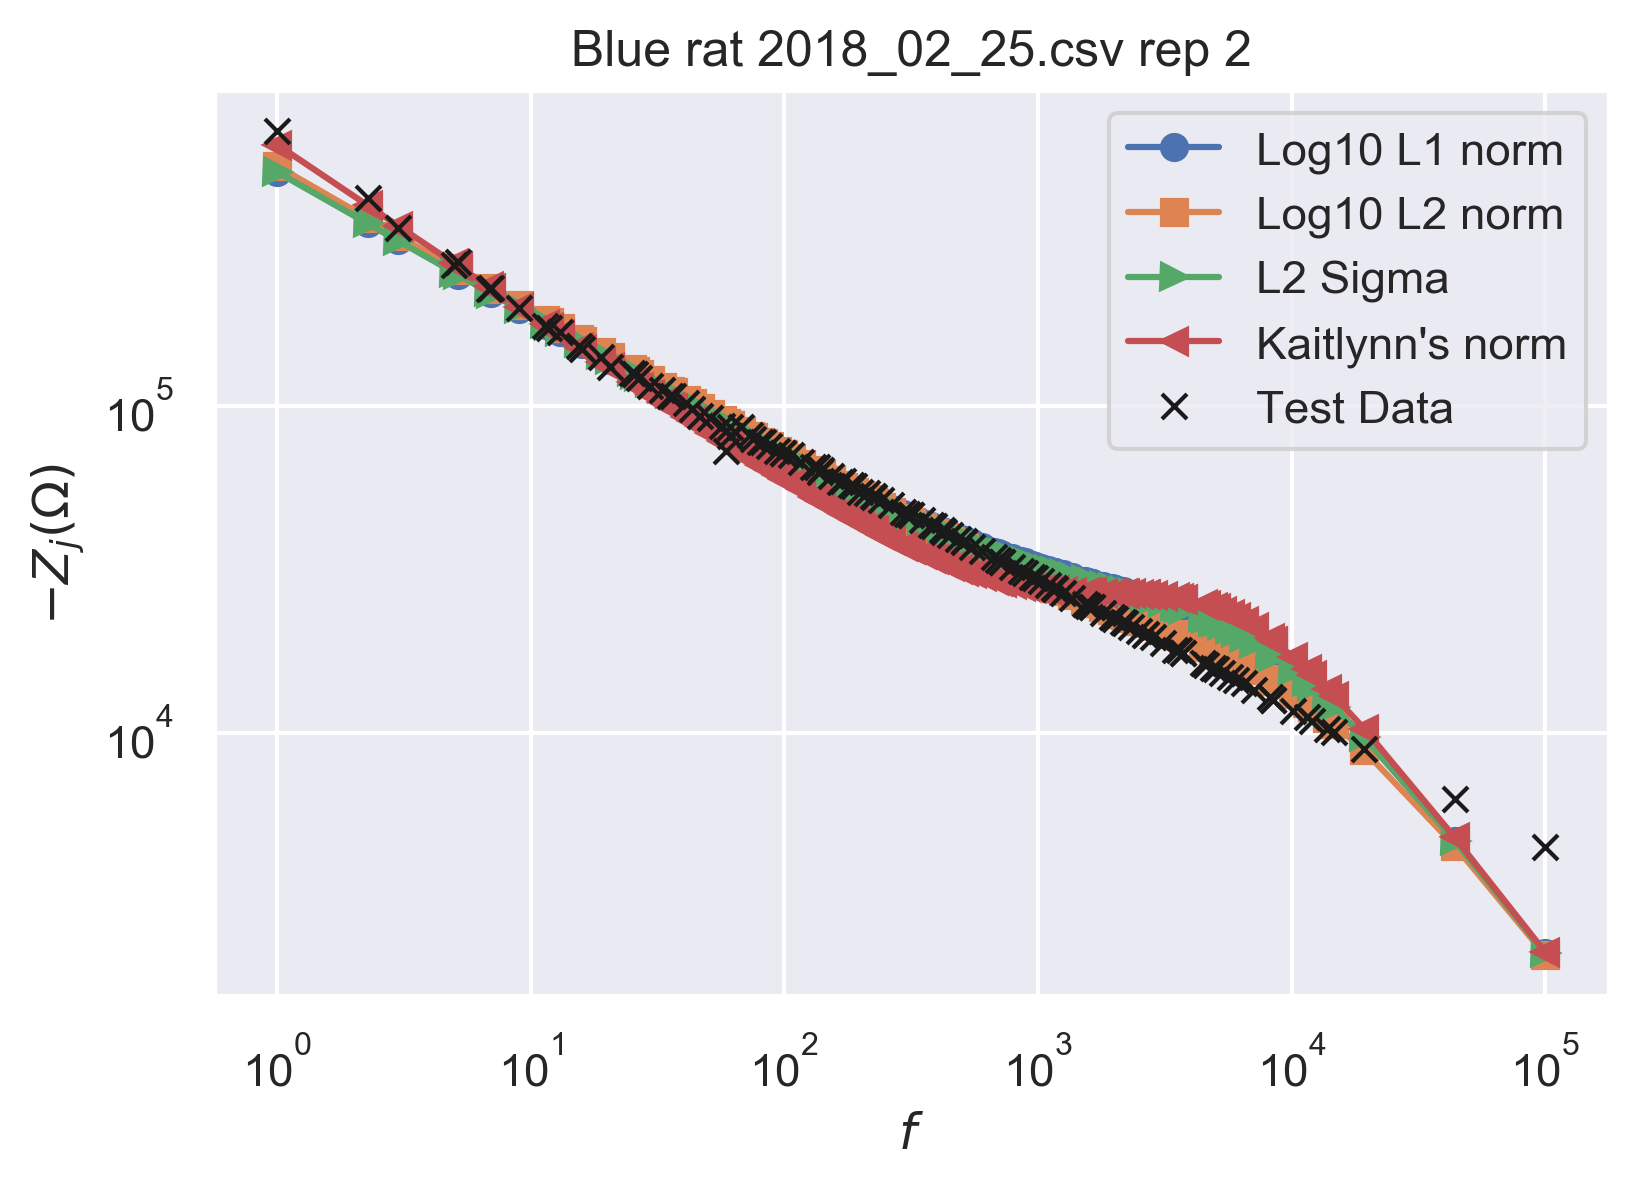 Blue rat 2018_02_25.csv rep 2
Log10 L1 norm
Log10 L2 norm
L2 Sigma
Kaitlynn's norm
Test Data
10^5
10^4
−Z_j(Ω)
10^0 10^1 10^2 10^3 10^4 10^5
f